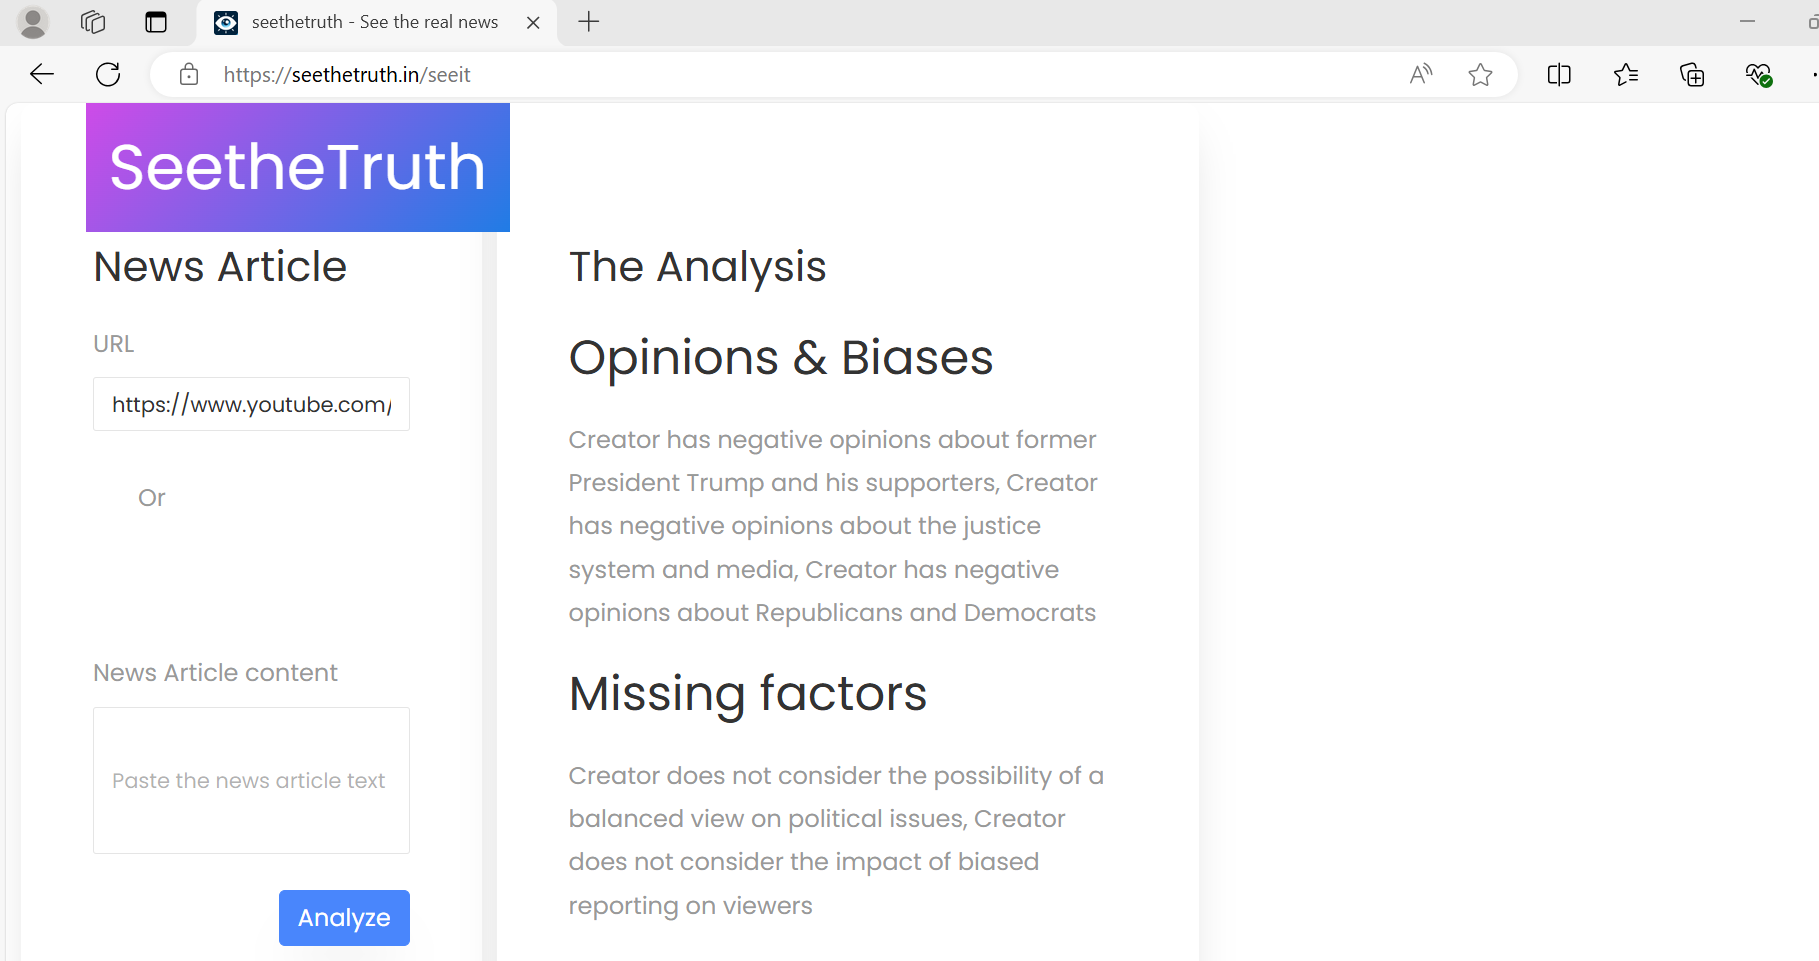 seethetruth - See the real news
https://seethetruth.in/seeit
SeetheTruth
News Article
URL
https://www.youtube.com/
Or
News Article content
Paste the news article text
Analyze
The Analysis
Opinions & Biases
Creator has negative opinions about former
President Trump and his supporters, Creator
has negative opinions about the justice
system and media, Creator has negative
opinions about Republicans and Democrats
Missing factors
Creator does not consider the possibility of a
balanced view on political issues, Creator
does not consider the impact of biased
reporting on viewers